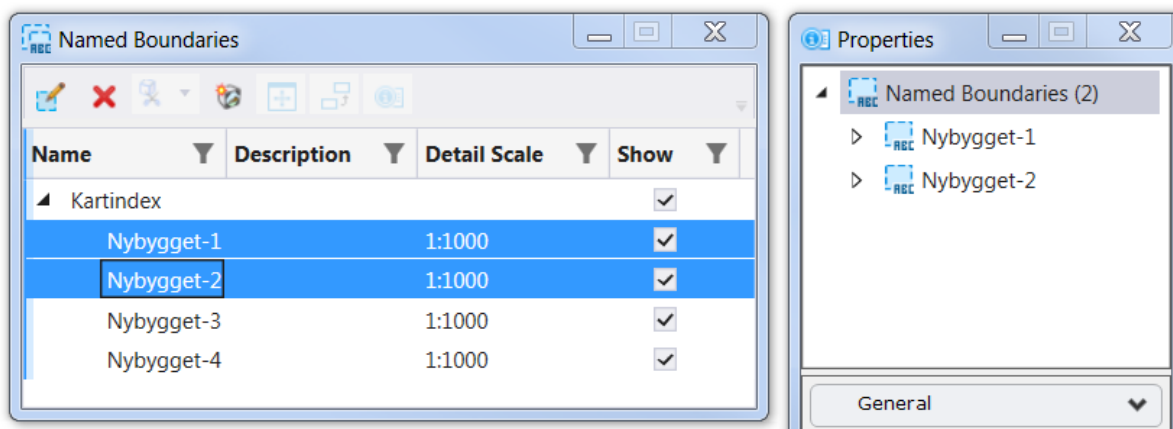 Named Boundaries
Name Description Detail Scale Show
Kartindex
Nybygget-1 1:1000
Nybygget-2 1:1000
Nybygget-3 1:1000
Nybygget-4 1:1000
Properties
Named Boundaries (2)
Nybygget-1
Nybygget-2
General